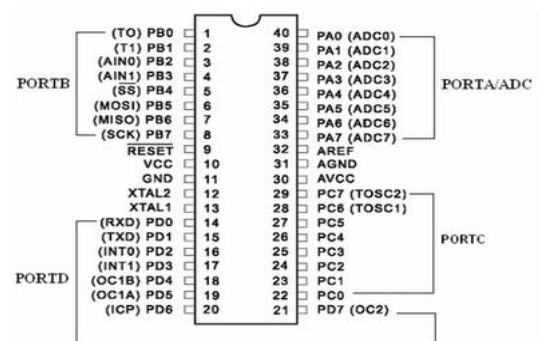 (TO) PB0 1 40 PA0 (ADC0)
(T1) PB1 2 39 PA1 (ADC1)
(AIN0) PB2 3 38 PA2 (ADC2)
(AIN1) PB3 4 37 PA3 (ADC3)
PORTB (SS) PB4 5 36 PA4 (ADC4) PORTA/ADC
(MOSI) PB5 6 35 PA5 (ADC5)
(MISO) PB6 7 34 PA6 (ADC6)
(SCK) PB7 8 33 PA7 (ADC7)
RESET 9 32 AREF
VCC 10 31 AGND
GND 11 30 AVCC
XTAL2 12 29 PC7 (TOSC2)
XTAL1 13 28 PC6 (TOSC1)
(RXD) PD0 14 27 PC5
(TXD) PD1 15 26 PC4 PORTC
(INT0) PD2 16 25 PC3
PORTD (INT1) PD3 17 24 PC2
(OC1B) PD4 18 23 PC1
(OC1A) PD5 19 22 PC0
(ICP) PD6 20 21 PD7 (OC2)